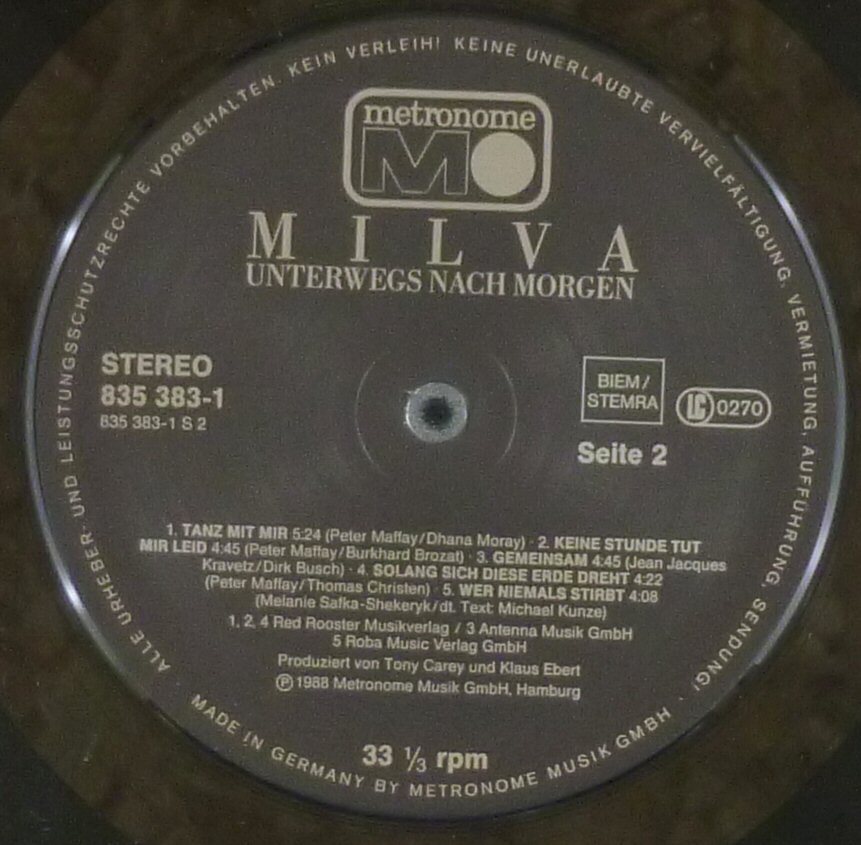 ALLE URHEBER- UND LEISTUNGSSCHUTZRECHTE VORBEHALTEN. KEIN VERLEIH! KEINE UNERLAUBTE VERVIELFÄLTIGUNG, VERMIETUNG, AUFFÜHRUNG, SENDUNG!
metronome
MO
MILVA
UNTERWEGS NACH MORGEN
STEREO
835 383-1
835 383-1 S 2
BIEM/
STEMRA
LC 0270
Seite 2
1. TANZ MIT MIR 5:24 (Peter Maffay/Dhana Moray) · 2. KEINE STUNDE TUT
MIR LEID 4:45 (Peter Maffay/Burkhard Brozat) · 3. GEMEINSAM 4:45 (Jean Jacques
Kravetz/Dirk Busch) · 4. SOLANG SICH DIESE ERDE DREHT 4:22
(Peter Maffay/Thomas Christen) · 5. WER NIEMALS STIRBT 4:08
(Melanie Safka-Shekeryk/dt. Text: Michael Kunze)
1, 2, 4 Red Rooster Musikverlag / 3 Antenna Musik GmbH
5 Roba Music Verlag GmbH
Produziert von Tony Carey und Klaus Ebert
℗ 1988 Metronome Musik GmbH, Hamburg
33 ⅓ rpm
MADE IN GERMANY BY METRONOME MUSIK GMBH ·